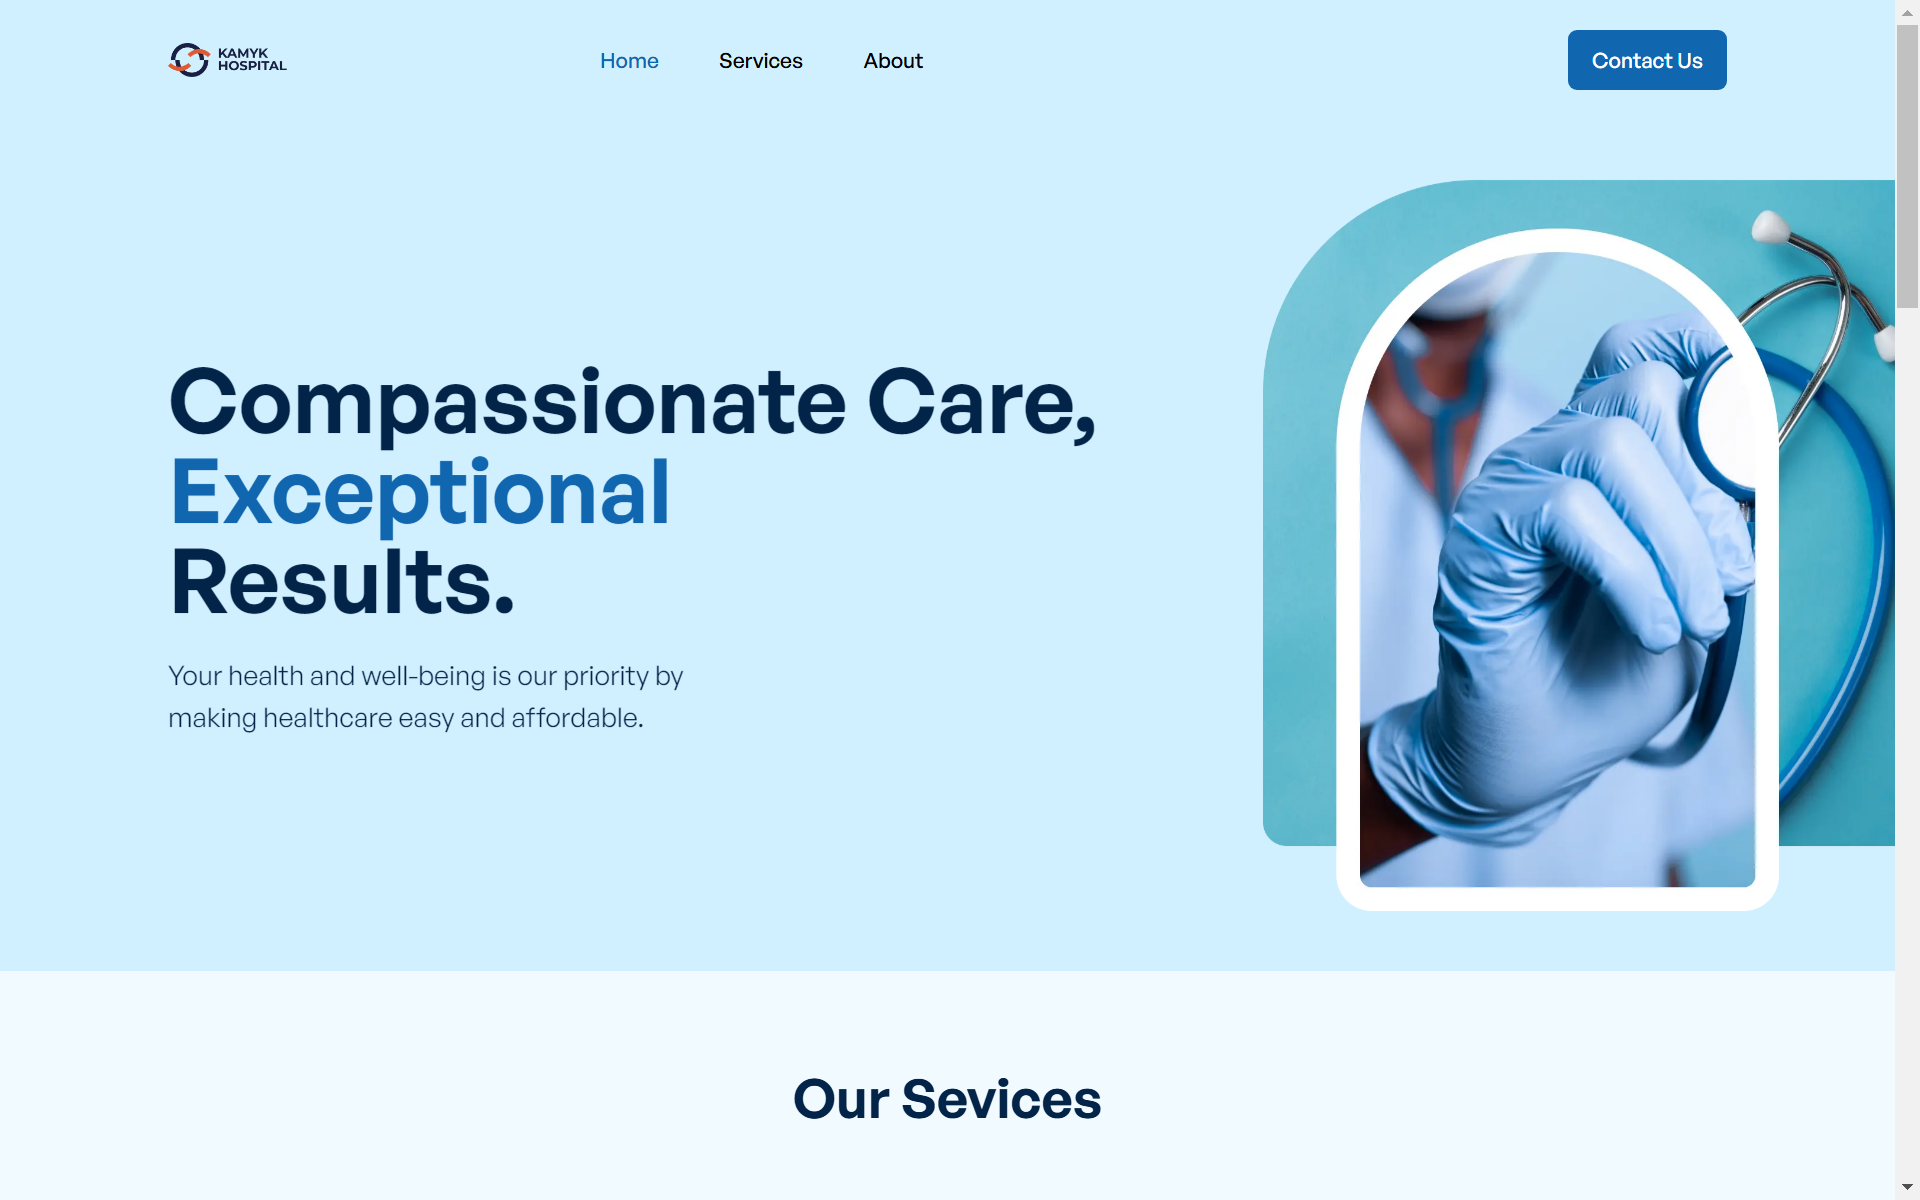 KAMYK
HOSPITAL
Home
Services
About
Contact Us
Compassionate Care,
Exceptional
Results.
Your health and well-being is our priority by
making healthcare easy and affordable.
Our Sevices